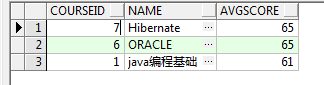 COURSEID NAME AVGSCORE
1 7 Hibernate ... 65
2 6 ORACLE ... 65
3 1 java编程基础 ... 61